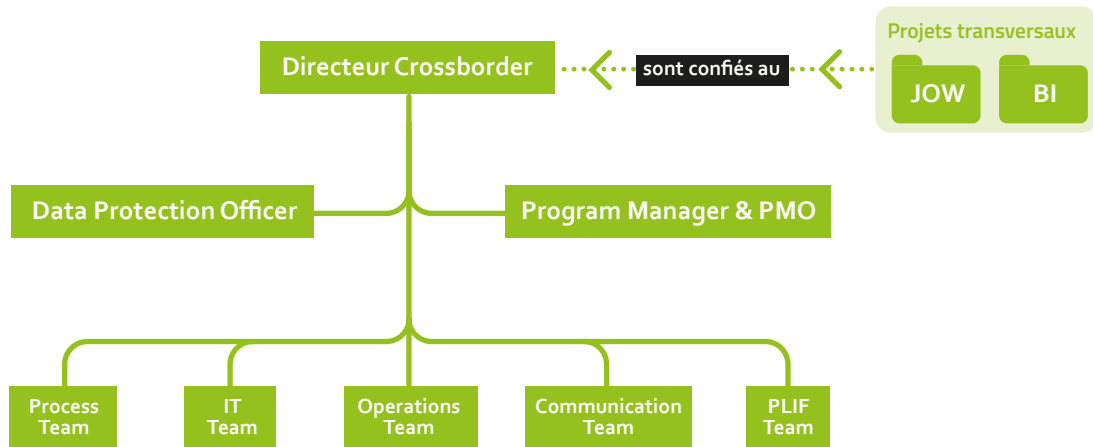 Projets transversaux
JOW
BI
Directeur Crossborder
sont confiés au
Data Protection Officer
Program Manager & PMO
Process
Team
IT
Team
Operations
Team
Communication
Team
PLIF
Team